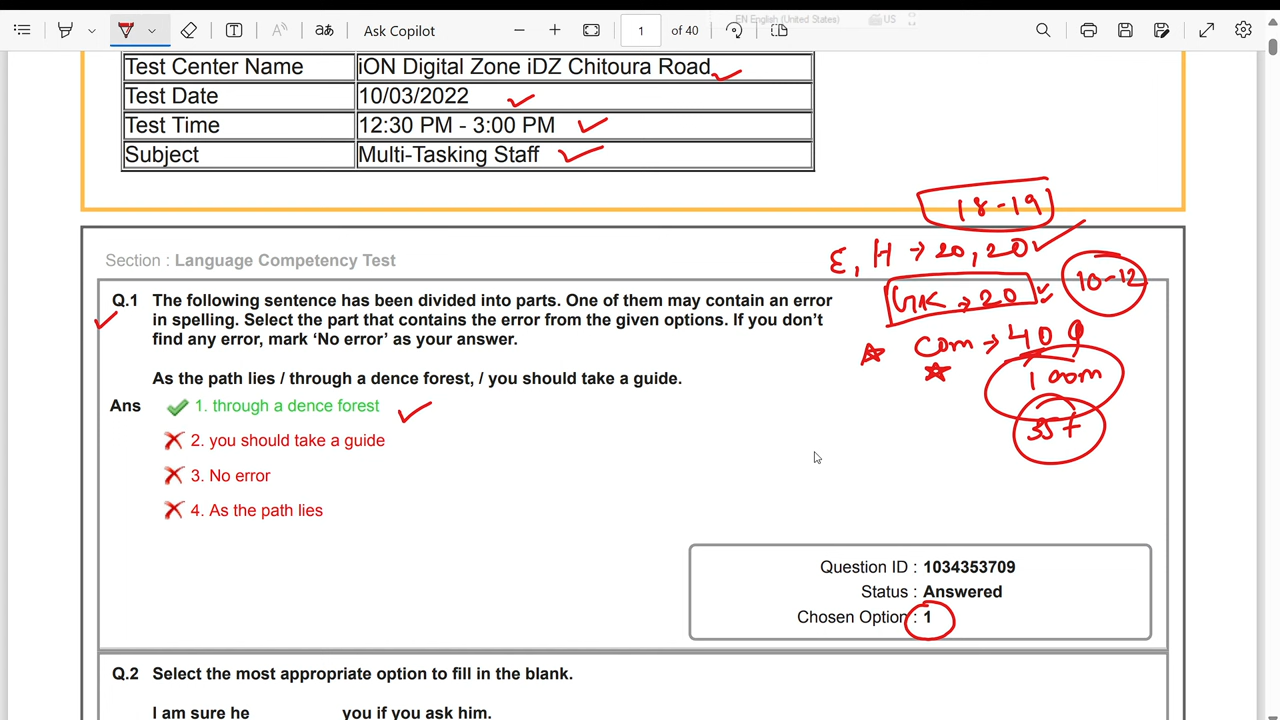 EN English (United States) US
Ask Copilot
1 of 40
Test Center Name iON Digital Zone iDZ Chitoura Road
Test Date 10/03/2022
Test Time 12:30 PM - 3:00 PM
Subject Multi-Tasking Staff
18-19
E, H → 20, 20
GK → 20
10-12
Com → 40 Q
100m
35+
Section : Language Competency Test
Q.1 The following sentence has been divided into parts. One of them may contain an error
in spelling. Select the part that contains the error from the given options. If you don't
find any error, mark 'No error' as your answer.
As the path lies / through a dence forest, / you should take a guide.
Ans 1. through a dence forest
2. you should take a guide
3. No error
4. As the path lies
Question ID : 1034353709
Status : Answered
Chosen Option : 1
Q.2 Select the most appropriate option to fill in the blank.
I am sure he ________ you if you ask him.